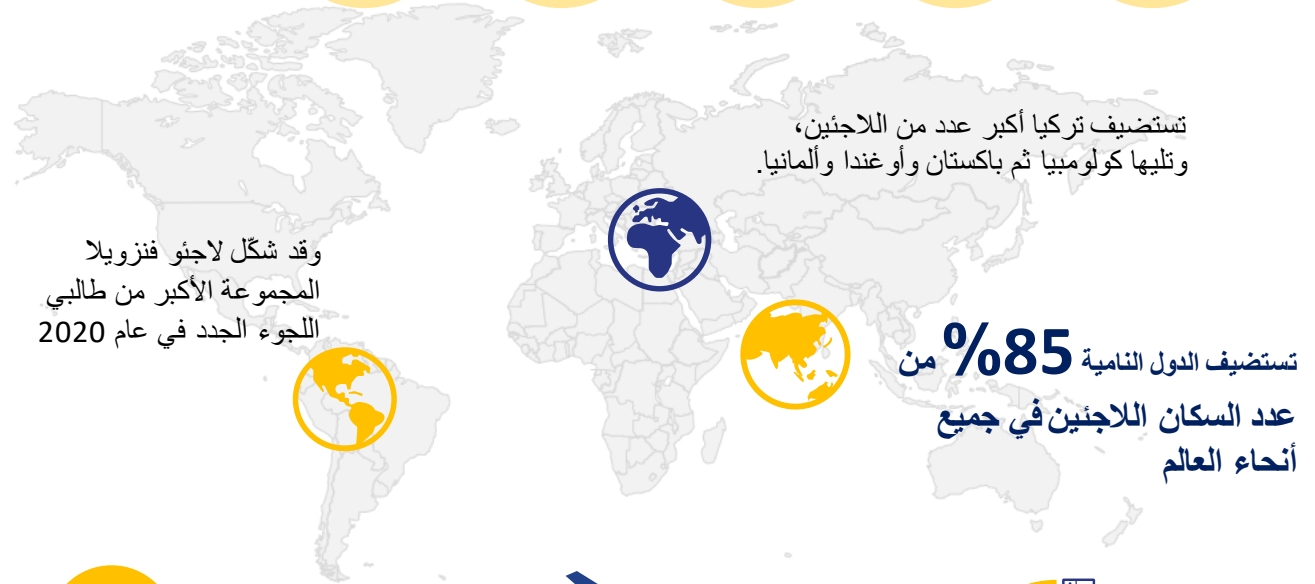 تستضيف تركيا أكبر عدد من اللاجئين،
وتليها كولومبيا ثم باكستان وأوغندا وألمانيا.
وقد شكّل لاجئو فنزويلا
المجموعة الأكبر من طالبي
اللجوء الجدد في عام 2020
تستضيف الدول النامية 85% من
عدد السكان اللاجئين في جميع
أنحاء العالم